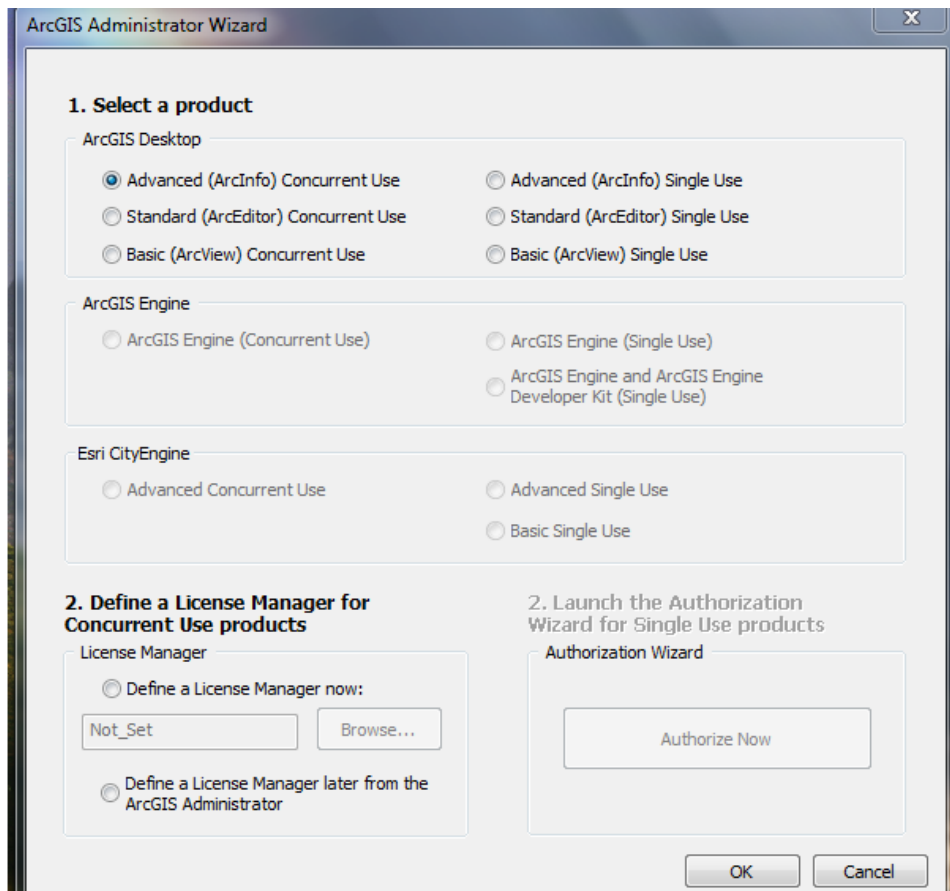 ArcGIS Administrator Wizard
X
1. Select a product
ArcGIS Desktop
Advanced (ArcInfo) Concurrent Use
Advanced (ArcInfo) Single Use
Standard (ArcEditor) Concurrent Use
Standard (ArcEditor) Single Use
Basic (ArcView) Concurrent Use
Basic (ArcView) Single Use
ArcGIS Engine
ArcGIS Engine (Concurrent Use)
ArcGIS Engine (Single Use)
ArcGIS Engine and ArcGIS Engine
Developer Kit (Single Use)
Esri CityEngine
Advanced Concurrent Use
Advanced Single Use
Basic Single Use
2. Define a License Manager for
Concurrent Use products
License Manager
Define a License Manager now:
Not_Set
Browse...
Define a License Manager later from the
ArcGIS Administrator
2. Launch the Authorization
Wizard for Single Use products
Authorization Wizard
Authorize Now
OK
Cancel